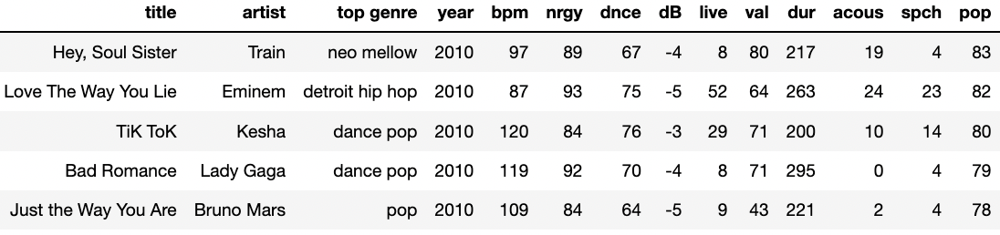 title artist top genre year bpm nrgy dnce dB live val dur acous spch pop
Hey, Soul Sister Train neo mellow 2010 97 89 67 -4 8 80 217 19 4 83
Love The Way You Lie Eminem detroit hip hop 2010 87 93 75 -5 52 64 263 24 23 82
TiK ToK Kesha dance pop 2010 120 84 76 -3 29 71 200 10 14 80
Bad Romance Lady Gaga dance pop 2010 119 92 70 -4 8 71 295 0 4 79
Just the Way You Are Bruno Mars pop 2010 109 84 64 -5 9 43 221 2 4 78